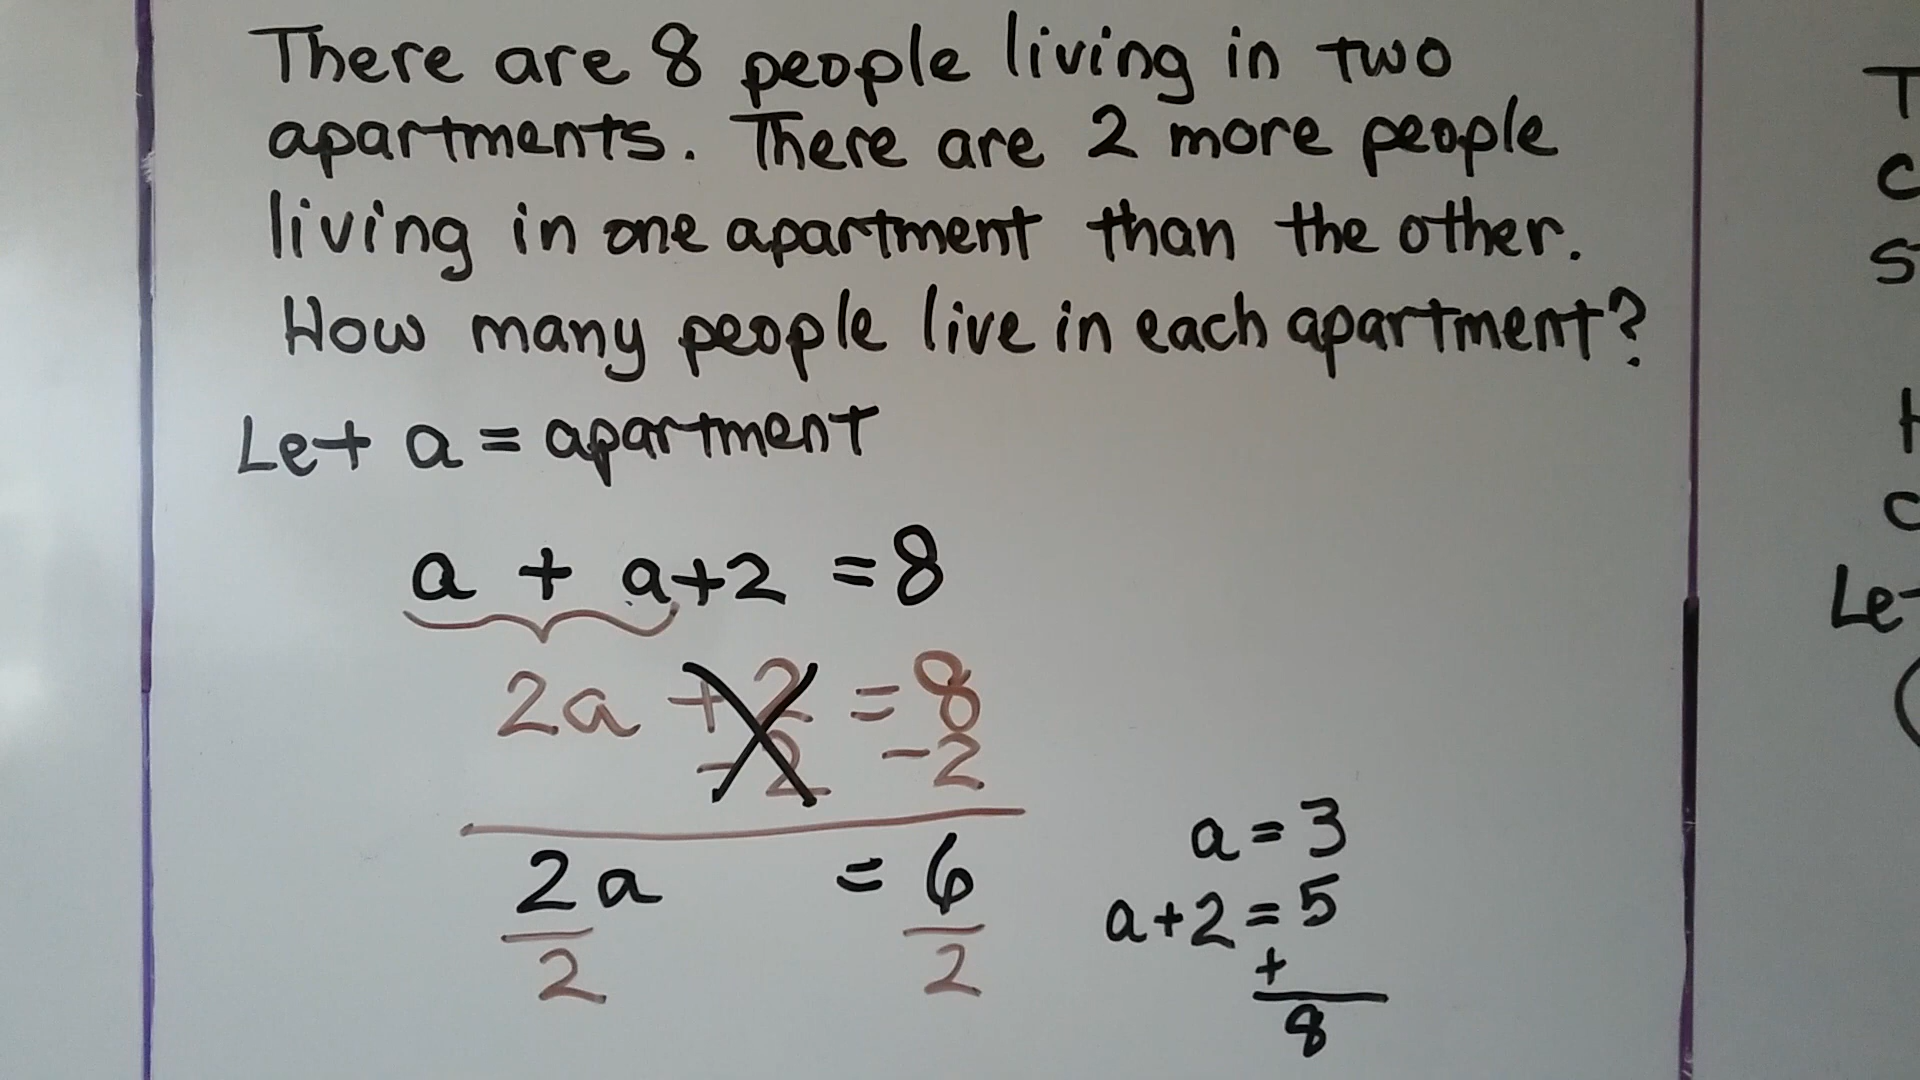 There are 8 people living in two
apartments. There are 2 more people
living in one apartment than the other.
How many people live in each apartment?
Let a = apartment
a + a+2 = 8
2a +2 = 8
-2 -2
2a = 6
2 2
a = 3
a+2 = 5
+
8